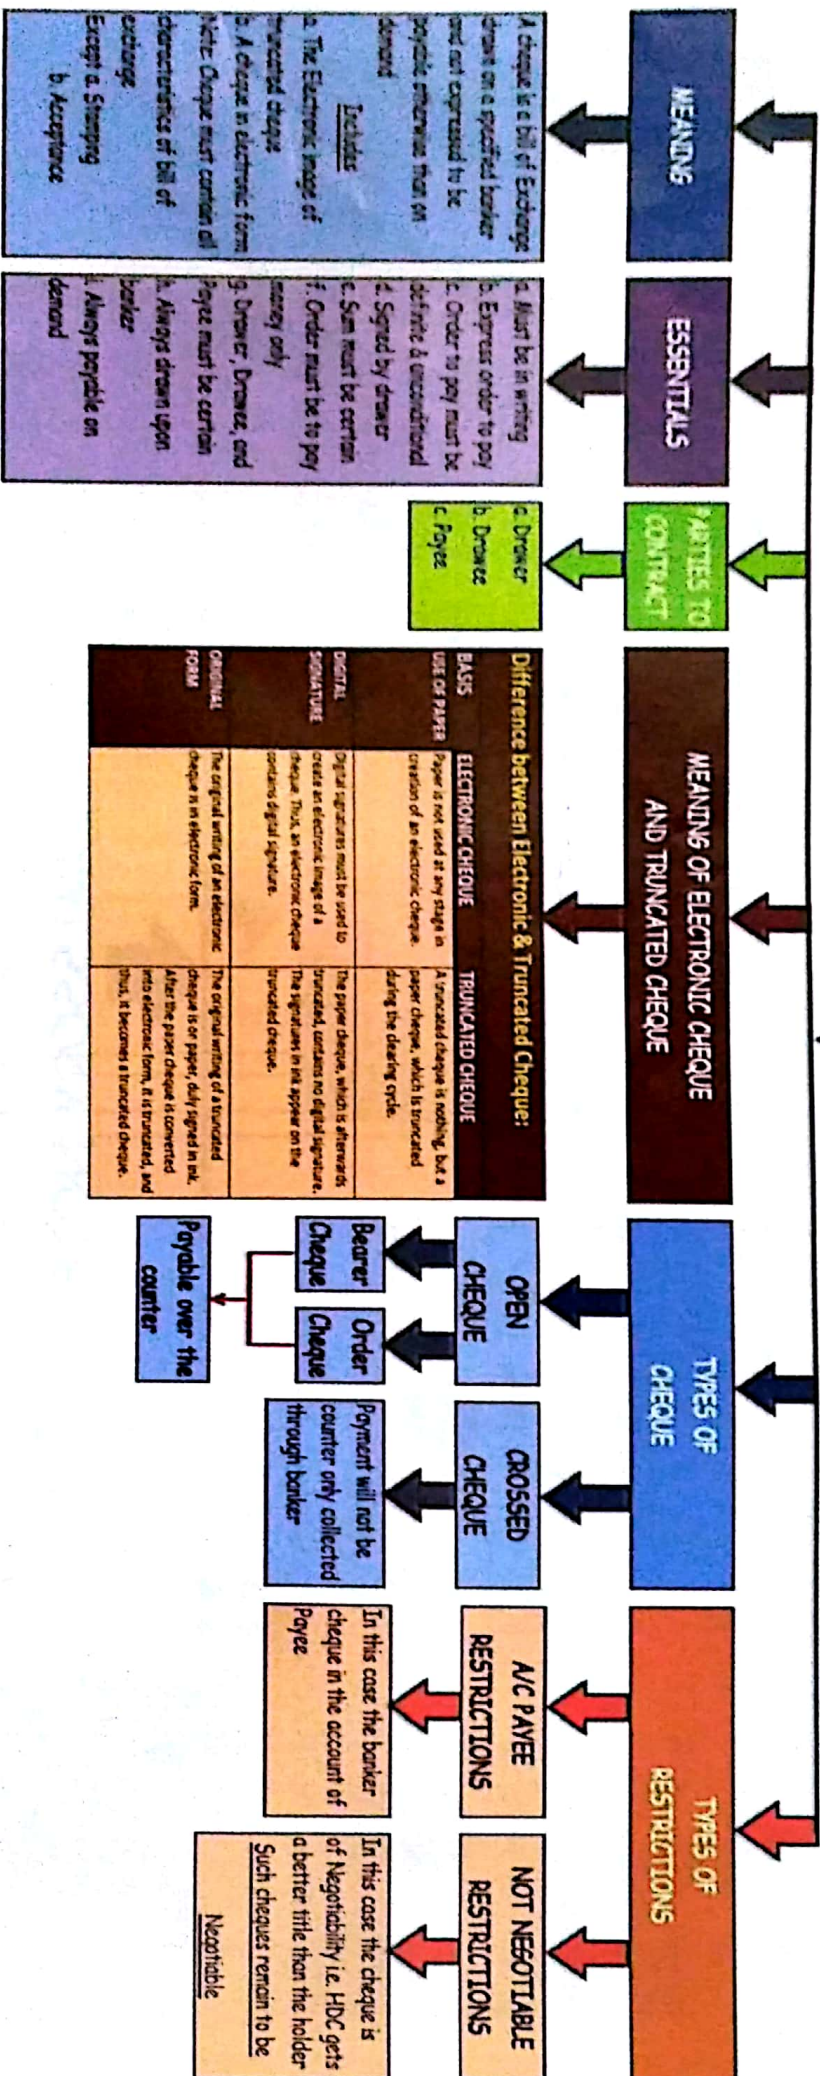 MEANING
A cheque is a bill of Exchange
drawn on a specified banker
and not expressed to be
payable otherwise than on
demand
Includes
a. The Electronic image of
truncated cheque
b. A cheque in electronic form
Note: Cheque must contain all
characteristics of bill of
exchange
Except a. Stamping
b. Acceptance
ESSENTIALS
a. Must be in writing
b. Express order to pay
c. Order to pay must be
definite & unconditional
d. Signed by drawer
e. Sum must be certain
f. Order must be to pay
money only
g. Drawer, Drawee, and
Payee must be certain
h. Always drawn upon
banker
i. Always payable on
demand
PARTIES TO
CONTRACT
a. Drawer
b. Drawee
c. Payee
MEANING OF ELECTRONIC CHEQUE
AND TRUNCATED CHEQUE
Difference between Electronic & Truncated Cheque:
BASIS
ELECTRONIC CHEQUE
TRUNCATED CHEQUE
USE OF PAPER
Paper is not used at any stage in
creation of an electronic cheque.
A truncated cheque is nothing, but a
paper cheque, which is truncated
during the clearing cycle.
DIGITAL
SIGNATURE
Digital signatures must be used to
create an electronic image of a
cheque. Thus, an electronic cheque
contains digital signature.
The paper cheque, which is afterwards
truncated, contains no digital signature.
The signatures in ink appear on the
truncated cheque.
ORIGINAL
FORM
The original writing of an electronic
cheque is in electronic form.
The original writing of a truncated
cheque is or paper, duly signed in ink.
After the paper cheque is converted
into electronic form, it is truncated, and
thus, it becomes a truncated cheque.
TYPES OF
CHEQUE
OPEN
CHEQUE
Bearer
Cheque
Order
Cheque
Payable over the
counter
CROSSED
CHEQUE
Payment will not be
counter only collected
through banker
TYPES OF
RESTRICTIONS
A/C PAYEE
RESTRICTIONS
In this case the banker
cheque in the account of
Payee
NOT NEGOTIABLE
RESTRICTIONS
In this case the cheque is
of Negotiability i.e. HDC gets
a better title than the holder
Such cheques remain to be
Negotiable